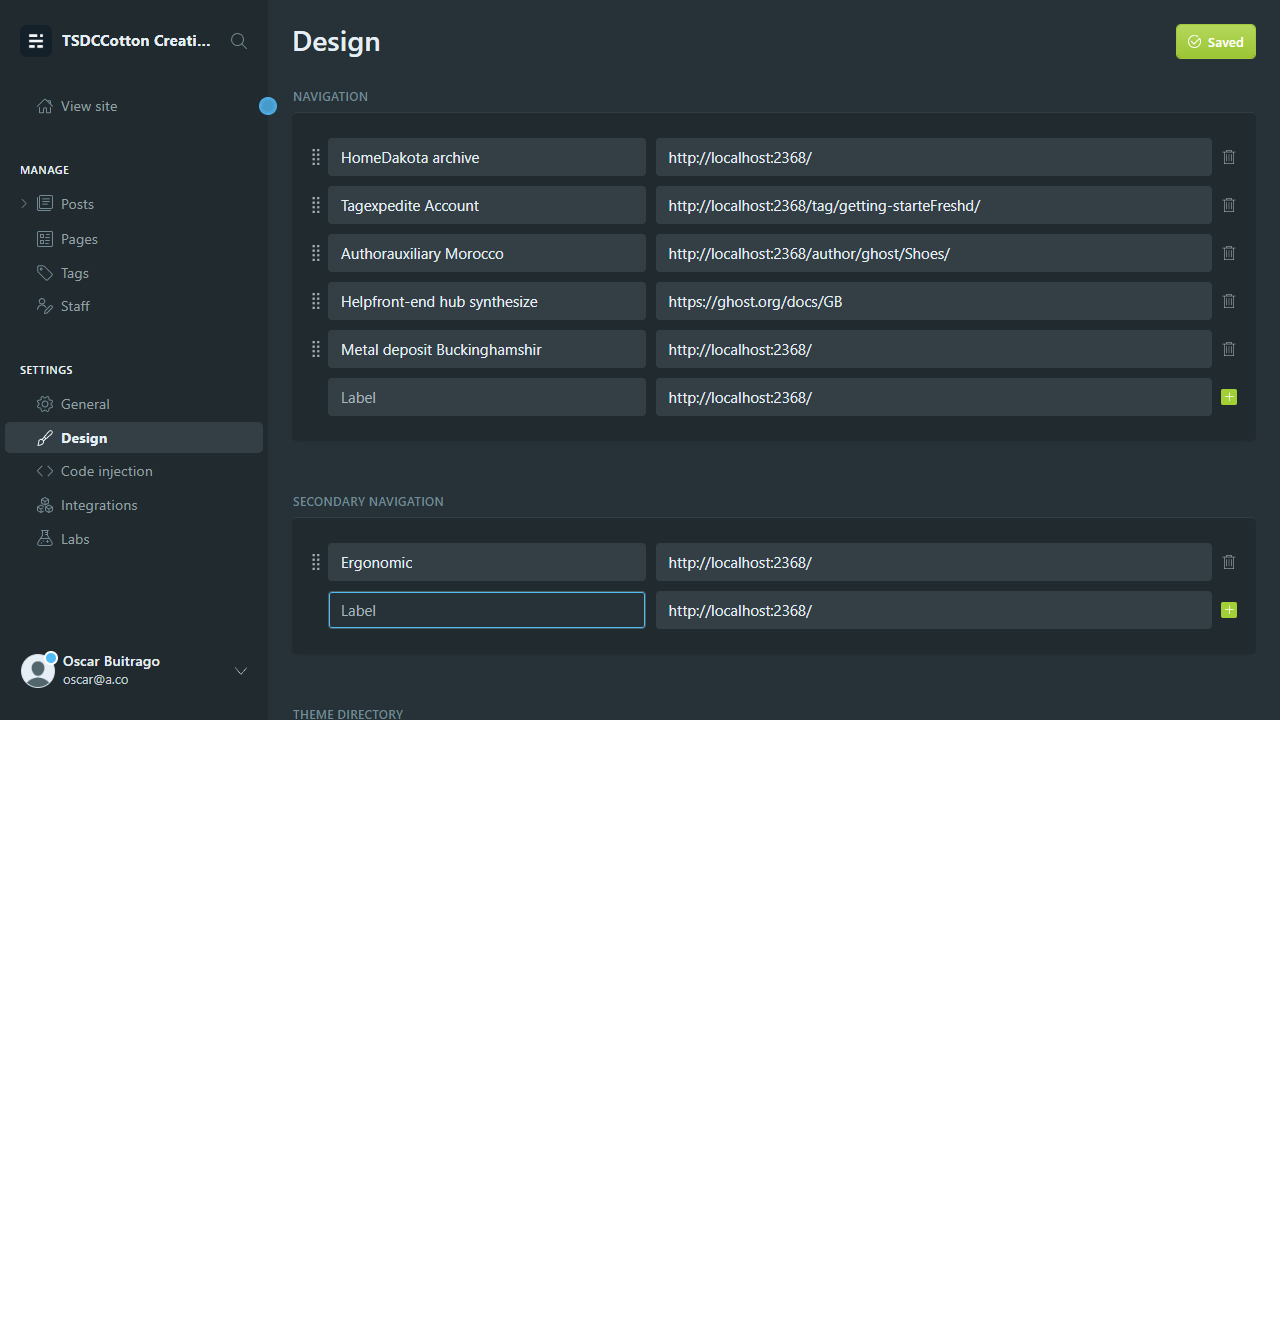 TSDCCotton Creati...
View site
MANAGE
Posts
Pages
Tags
Staff
SETTINGS
General
Design
Code injection
Integrations
Labs
Oscar Buitrago
oscar@a.co
Design
Saved
NAVIGATION
HomeDakota archive http://localhost:2368/
Tagexpedite Account http://localhost:2368/tag/getting-starteFreshd/
Authorauxiliary Morocco http://localhost:2368/author/ghost/Shoes/
Helpfront-end hub synthesize https://ghost.org/docs/GB
Metal deposit Buckinghamshir http://localhost:2368/
Label http://localhost:2368/
SECONDARY NAVIGATION
Ergonomic http://localhost:2368/
Label http://localhost:2368/
THEME DIRECTORY